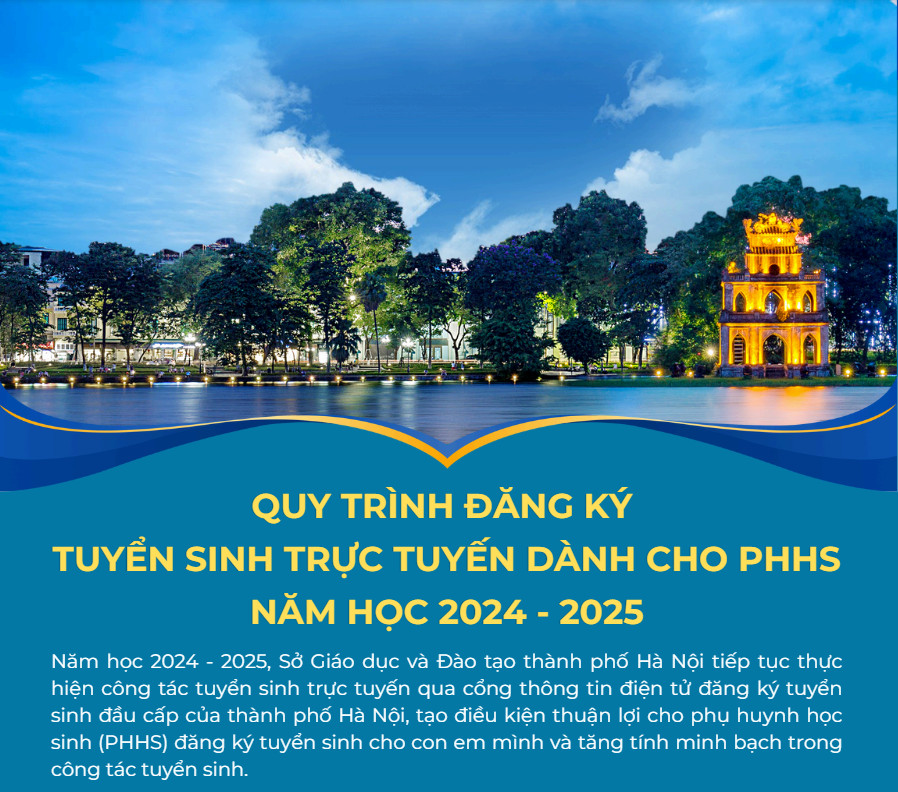 QUY TRÌNH ĐĂNG KÝ
TUYỂN SINH TRỰC TUYẾN DÀNH CHO PHHS
NĂM HỌC 2024 - 2025
Năm học 2024 - 2025, Sở Giáo dục và Đào tạo thành phố Hà Nội tiếp tục thực
hiện công tác tuyển sinh trực tuyến qua cổng thông tin điện tử đăng ký tuyển
sinh đầu cấp của thành phố Hà Nội, tạo điều kiện thuận lợi cho phụ huynh học
sinh (PHHS) đăng ký tuyển sinh cho con em mình và tăng tính minh bạch trong
công tác tuyển sinh.